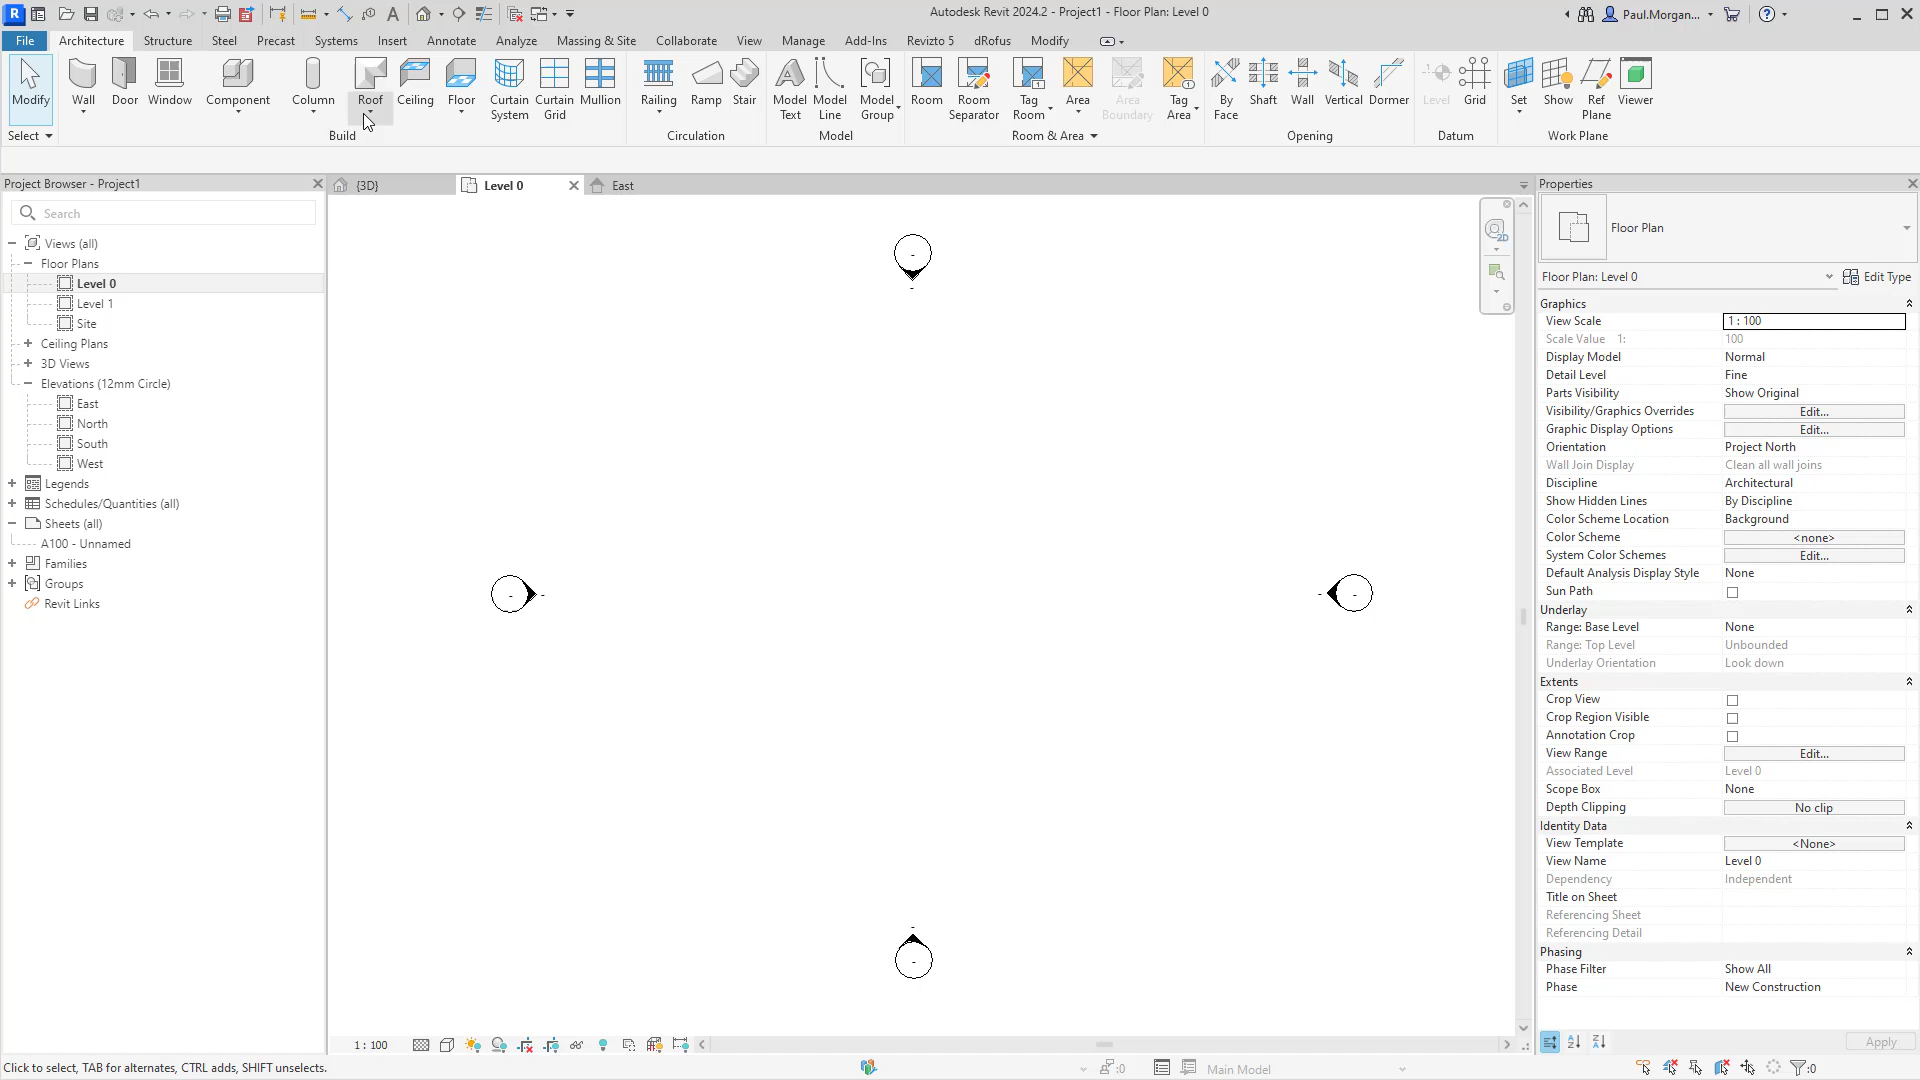 Autodesk Revit 2024.2 - Project1 - Floor Plan: Level 0
Paul.Morgan...
File Architecture Structure Steel Precast Systems Insert Annotate Analyze Massing & Site Collaborate View Manage Add-Ins Revizto 5 dRofus Modify
Modify
Wall
Door
Window
Component
Column
Roof
Ceiling
Floor
Curtain System
Curtain Grid
Mullion
Railing
Ramp
Stair
Model Text
Model Line
Model Group
Room
Room Separator
Tag Room
Area
Area Boundary
Tag Area
By Face
Shaft
Wall
Vertical
Dormer
Level
Grid
Set
Show
Ref Plane
Viewer
Select
Build
Circulation
Model
Room & Area
Opening
Datum
Work Plane
Project Browser - Project1
Search
Views (all)
Floor Plans
Level 0
Level 1
Site
Ceiling Plans
3D Views
Elevations (12mm Circle)
East
North
South
West
Legends
Schedules/Quantities (all)
Sheets (all)
A100 - Unnamed
Families
Groups
Revit Links
{3D}
Level 0
East
2D
Properties
Floor Plan
Floor Plan: Level 0
Edit Type
Graphics
View Scale 1 : 100
Scale Value 1: 100
Display Model Normal
Detail Level Fine
Parts Visibility Show Original
Visibility/Graphics Overrides Edit...
Graphic Display Options Edit...
Orientation Project North
Wall Join Display Clean all wall joins
Discipline Architectural
Show Hidden Lines By Discipline
Color Scheme Location Background
Color Scheme <none>
System Color Schemes Edit...
Default Analysis Display Style None
Sun Path
Underlay
Range: Base Level None
Range: Top Level Unbounded
Underlay Orientation Look down
Extents
Crop View
Crop Region Visible
Annotation Crop
View Range Edit...
Associated Level Level 0
Scope Box None
Depth Clipping No clip
Identity Data
View Template <None>
View Name Level 0
Dependency Independent
Title on Sheet
Referencing Sheet
Referencing Detail
Phasing
Phase Filter Show All
Phase New Construction
Apply
1 : 100
Click to select, TAB for alternates, CTRL adds, SHIFT unselects.
:0
Main Model
:0